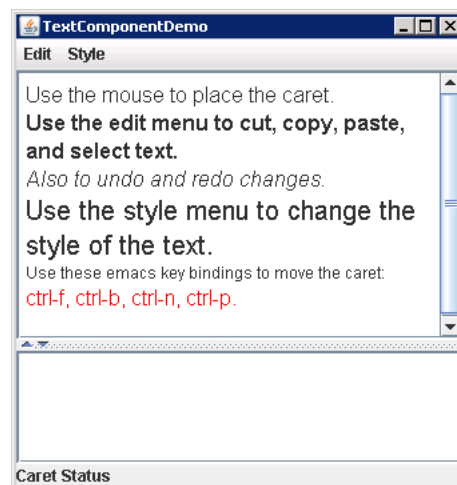 TextComponentDemo
Edit Style
Use the mouse to place the caret.
Use the edit menu to cut, copy, paste,
and select text.
Also to undo and redo changes.
Use the style menu to change the
style of the text.
Use these emacs key bindings to move the caret:
ctrl-f, ctrl-b, ctrl-n, ctrl-p.
Caret Status